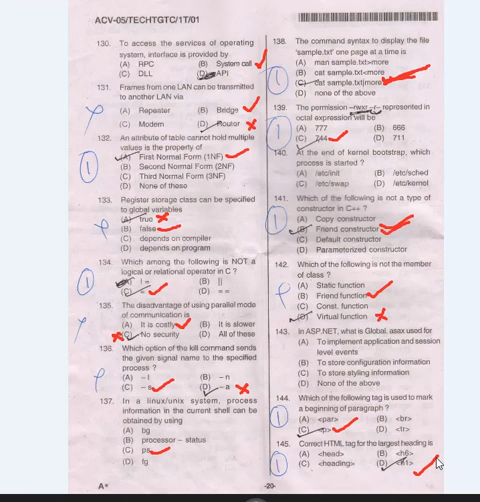 ACV-05/TECHTGTC/1T/01
130. To access the services of operating
system, interface is provided by
(A) RPC (B) System call
(C) DLL (D) API
131. Frames from one LAN can be transmitted
to another LAN via
(A) Repeater (B) Bridge
(C) Modem (D) Router
132. An attribute of table cannot hold multiple
values is the property of
(A) First Normal Form (1NF)
(B) Second Normal Form (2NF)
(C) Third Normal Form (3NF)
(D) None of these
133. Register storage class can be specified
to global variables
(A) true
(B) false
(C) depends on compiler
(D) depends on program
134. Which among the following is NOT a
logical or relational operator in C ?
(A) != (B) ||
(C) = (D) ==
135. The disadvantage of using parallel mode
of communication is
(A) It is costly (B) It is slower
(C) No security (D) All of these
136. Which option of the kill command sends
the given signal name to the specified
process ?
(A) – l (B) – n
(C) – s (D) – a
137. In a linux/unix system, process
information in the current shell can be
obtained by using
(A) bg
(B) processor – status
(C) ps
(D) fg
A*
138. The command syntax to display the file
'sample.txt' one page at a time is
(A) man sample.txt>more
(B) cat sample.txt<more
(C) cat sample.txt|more
(D) none of the above
139. The permission –rwxr–r– represented in
octal expression will be
(A) 777 (B) 666
(C) 744 (D) 711
140. At the end of kernel bootstrap, which
process is started ?
(A) /etc/init (B) /etc/sched
(C) /etc/swap (D) /etc/kernel
141. Which of the following is not a type of
constructor in C++ ?
(A) Copy constructor
(B) Friend constructor
(C) Default constructor
(D) Parameterized constructor
142. Which of the following is not the member
of class ?
(A) Static function
(B) Friend function
(C) Const. function
(D) Virtual function
143. In ASP.NET, what is Global. asax used for
(A) To implement application and session
level events
(B) To store configuration information
(C) To store styling information
(D) None of the above
144. Which of the following tag is used to mark
a beginning of paragraph ?
(A) <par> (B) <br>
(C) <p> (D) <tr>
145. Correct HTML tag for the largest heading is
(A) <head> (B) <h6>
(C) <heading> (D) <h1>
-20-